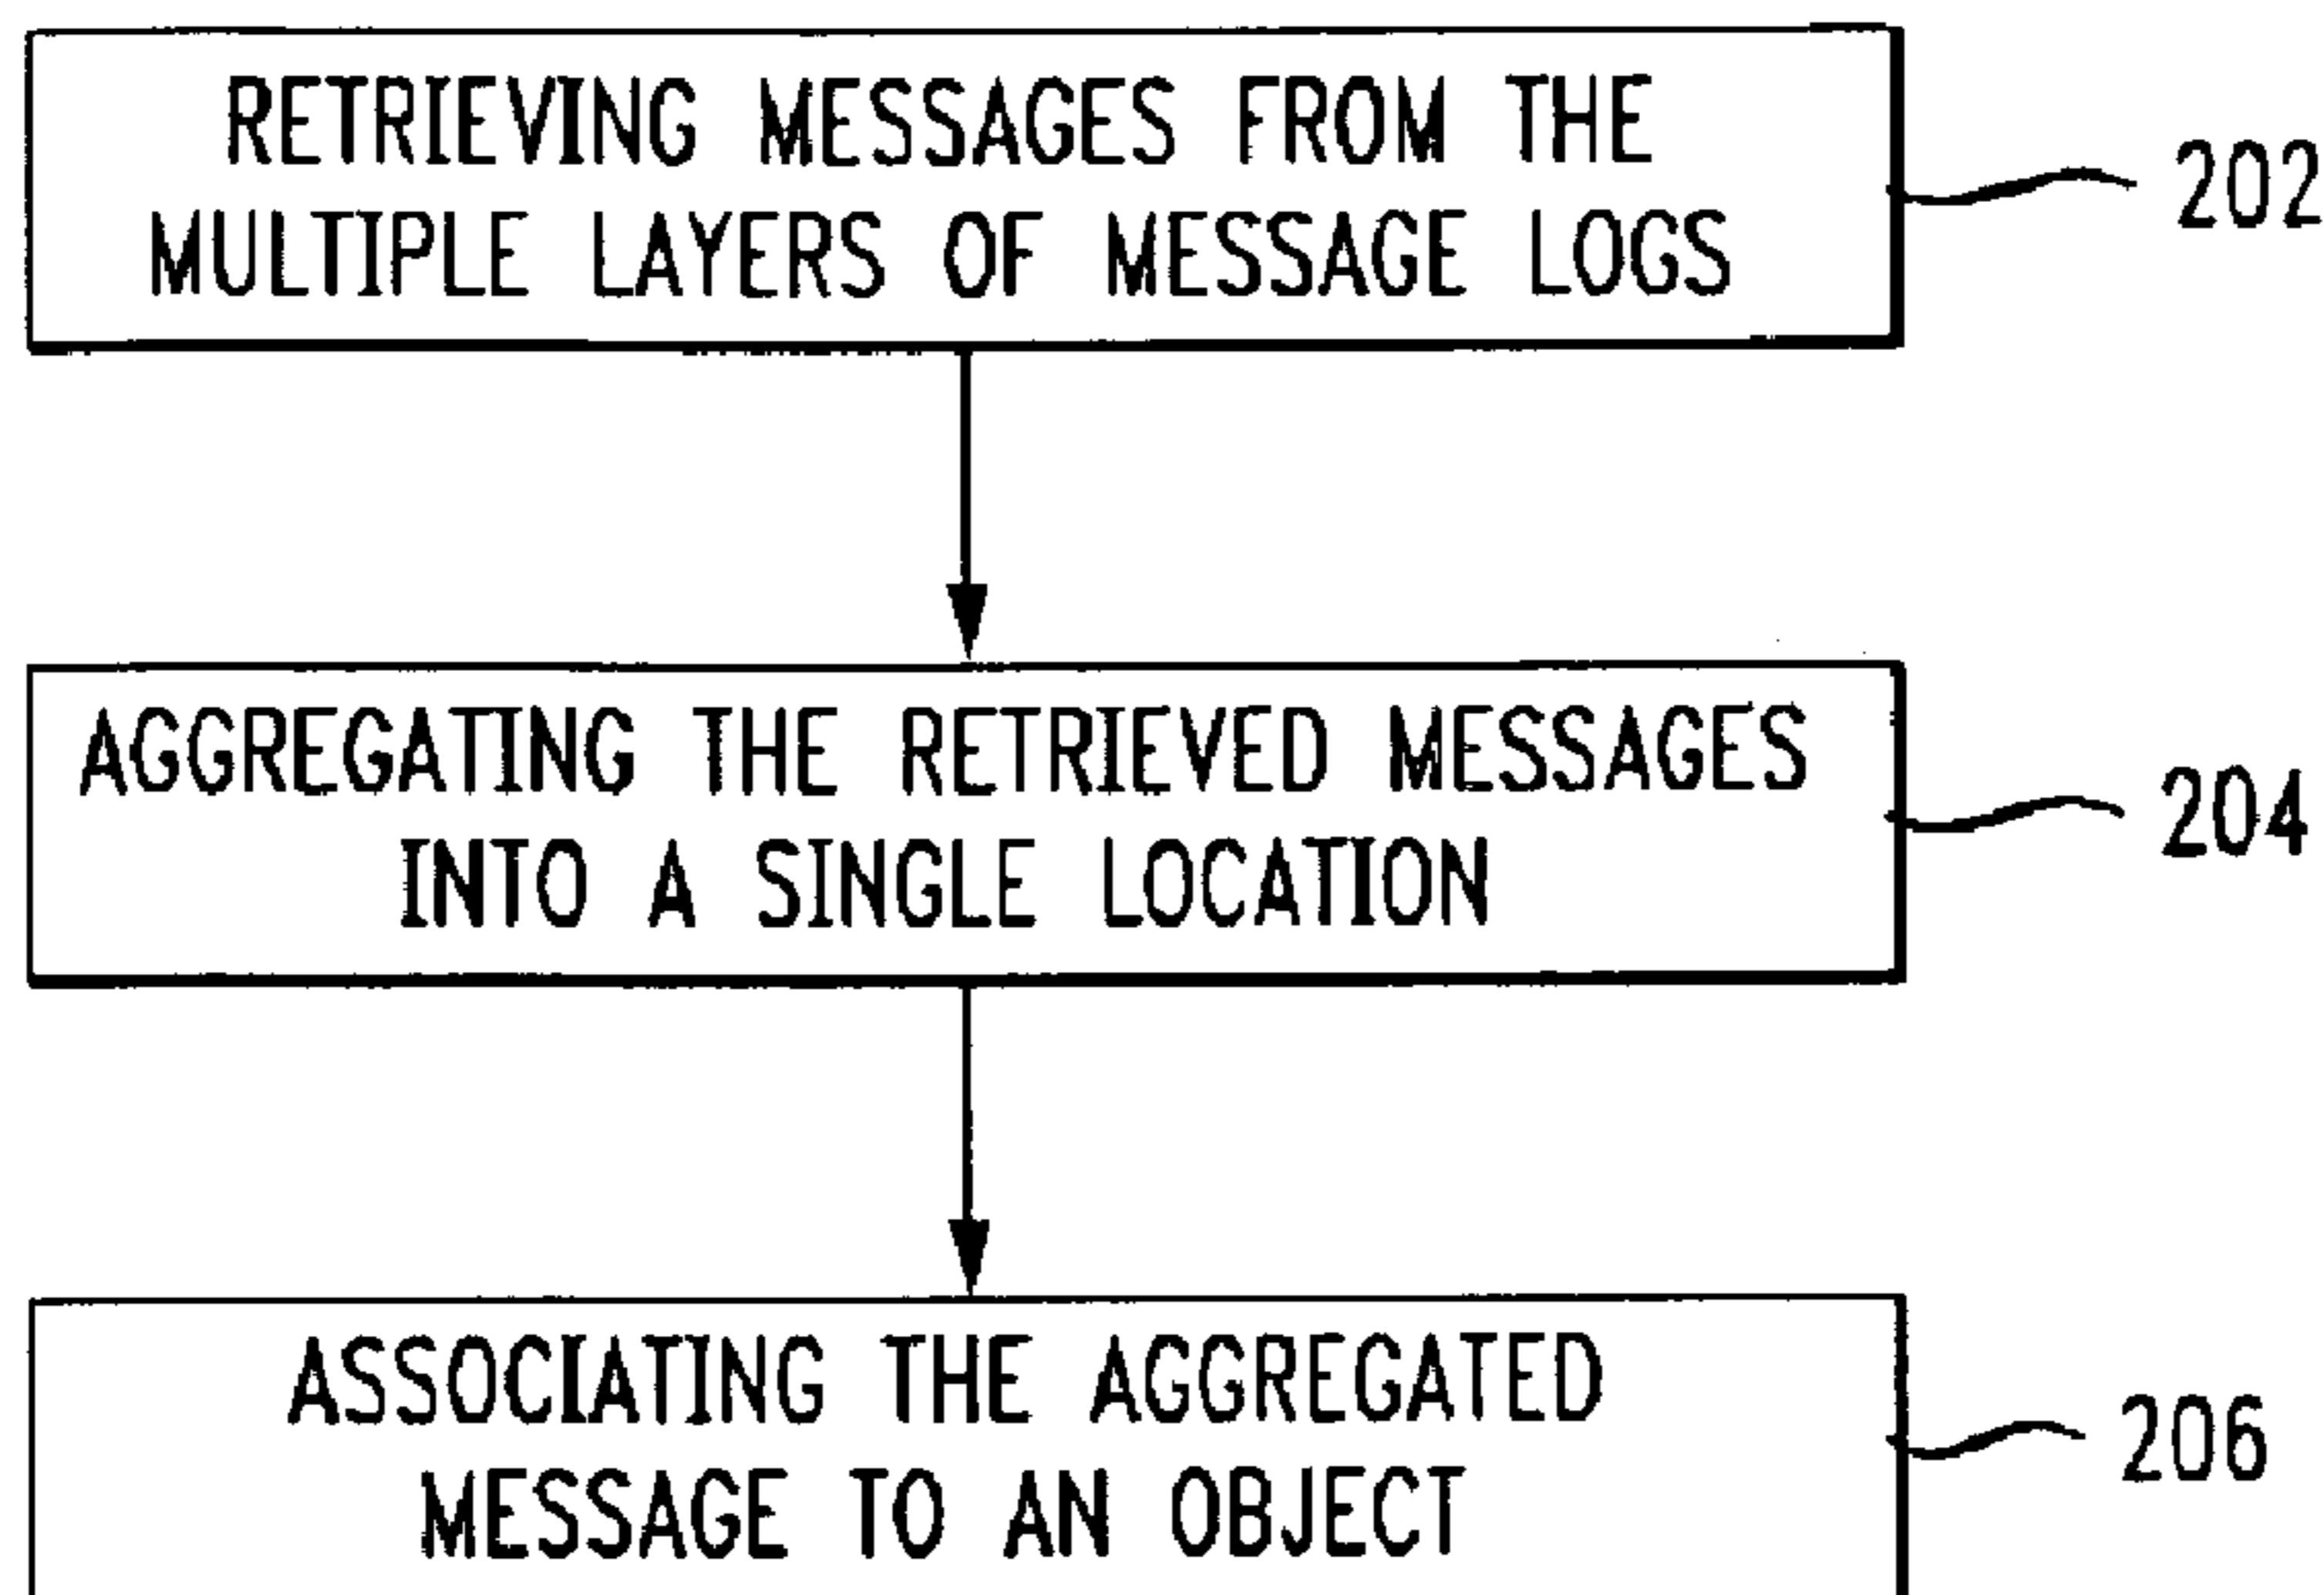 RETRIEVING MESSAGES FROM THE
MULTIPLE LAYERS OF MESSAGE LOGS
202
AGGREGATING THE RETRIEVED MESSAGES
INTO A SINGLE LOCATION
204
ASSOCIATING THE AGGREGATED
MESSAGE TO AN OBJECT
206